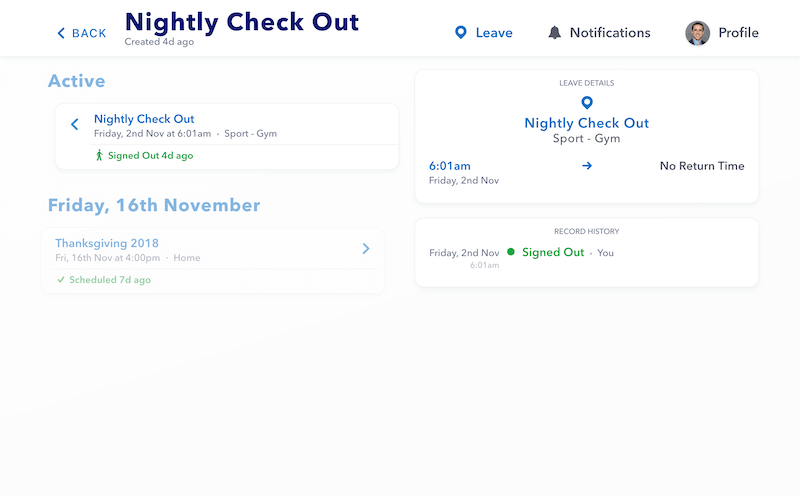 BACK
Nightly Check Out
Created 4d ago
Leave
Notifications
Profile
Active
Nightly Check Out
Friday, 2nd Nov at 6:01am · Sport - Gym
Signed Out 4d ago
Friday, 16th November
Thanksgiving 2018
Fri, 16th Nov at 4:00pm · Home
Scheduled 7d ago
LEAVE DETAILS
Nightly Check Out
Sport - Gym
6:01am → No Return Time
Friday, 2nd Nov
RECORD HISTORY
Friday, 2nd Nov Signed Out · You
6:01am